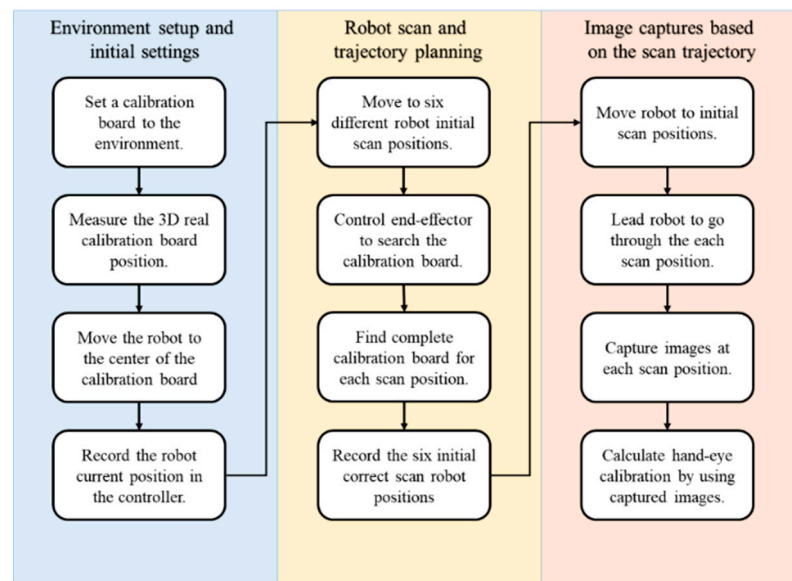 Environment setup and
initial settings
Set a calibration
board to the
environment.
Measure the 3D real
calibration board
position.
Move the robot to
the center of the
calibration board
Record the robot
current position in
the controller.
Robot scan and
trajectory planning
Move to six
different robot initial
scan positions.
Control end-effector
to search the
calibration board.
Find complete
calibration board for
each scan position.
Record the six initial
correct scan robot
positions
Image captures based
on the scan trajectory
Move robot to initial
scan positions.
Lead robot to go
through the each
scan position.
Capture images at
each scan position.
Calculate hand-eye
calibration by using
captured images.